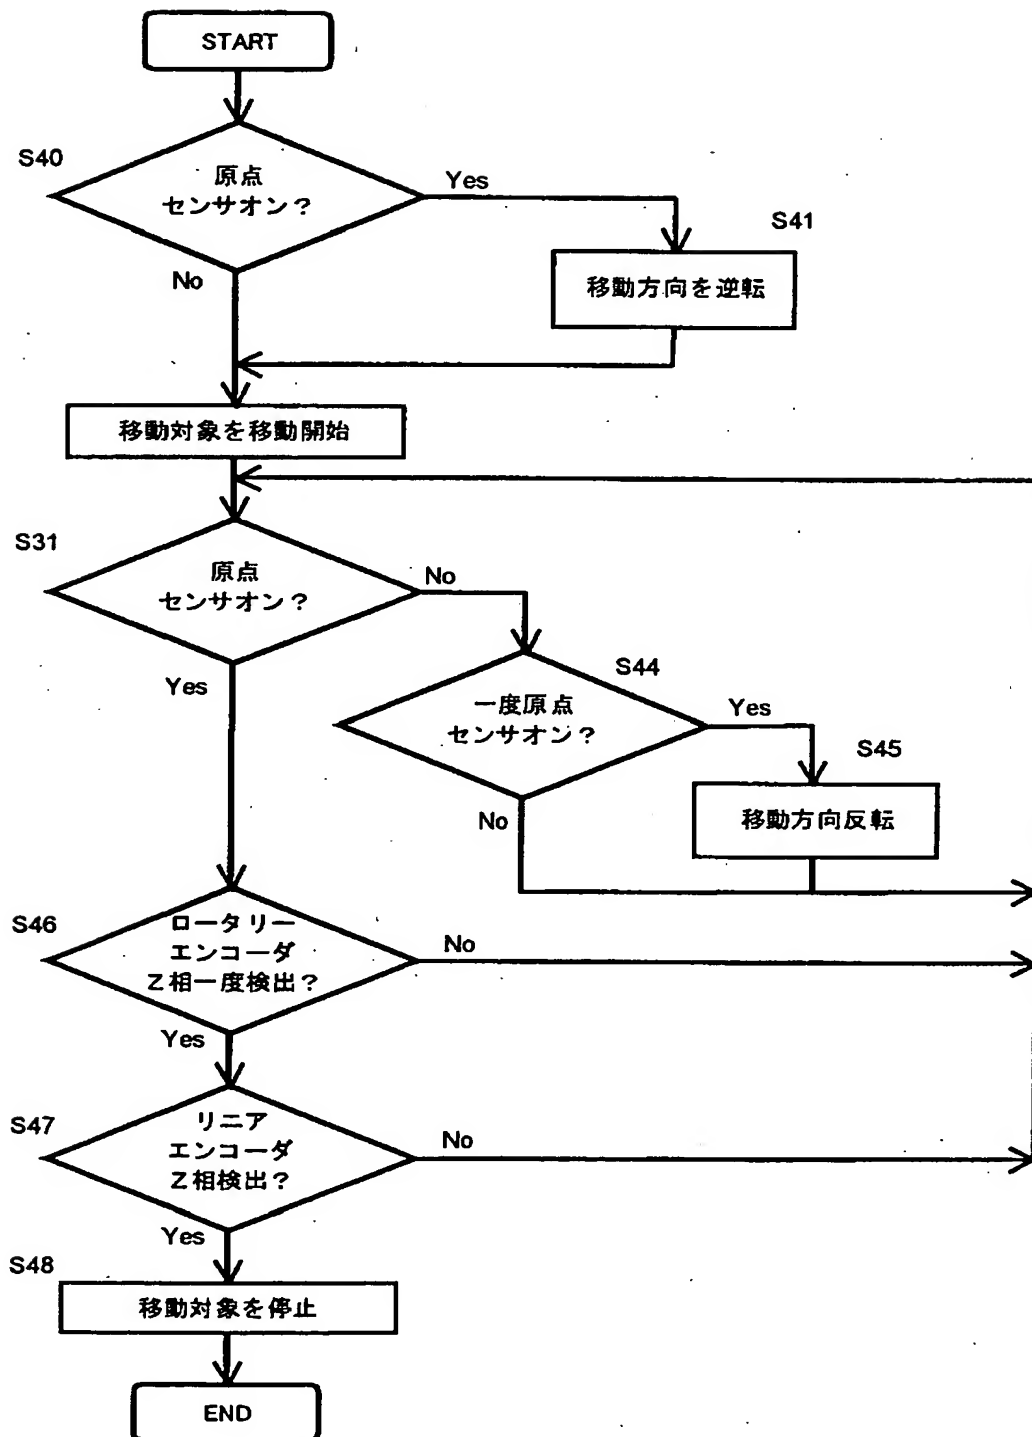 START
S40
原点
センサオン？
Yes
No
S41
移動方向を逆転
移動対象を移動開始
S31
原点
センサオン？
No
Yes
S44
一度原点
センサオン？
Yes
No
S45
移動方向反転
S46
ロータリー
エンコーダ
Z相一度検出？
No
Yes
S47
リニア
エンコーダ
Z相検出？
No
Yes
S48
移動対象を停止
END